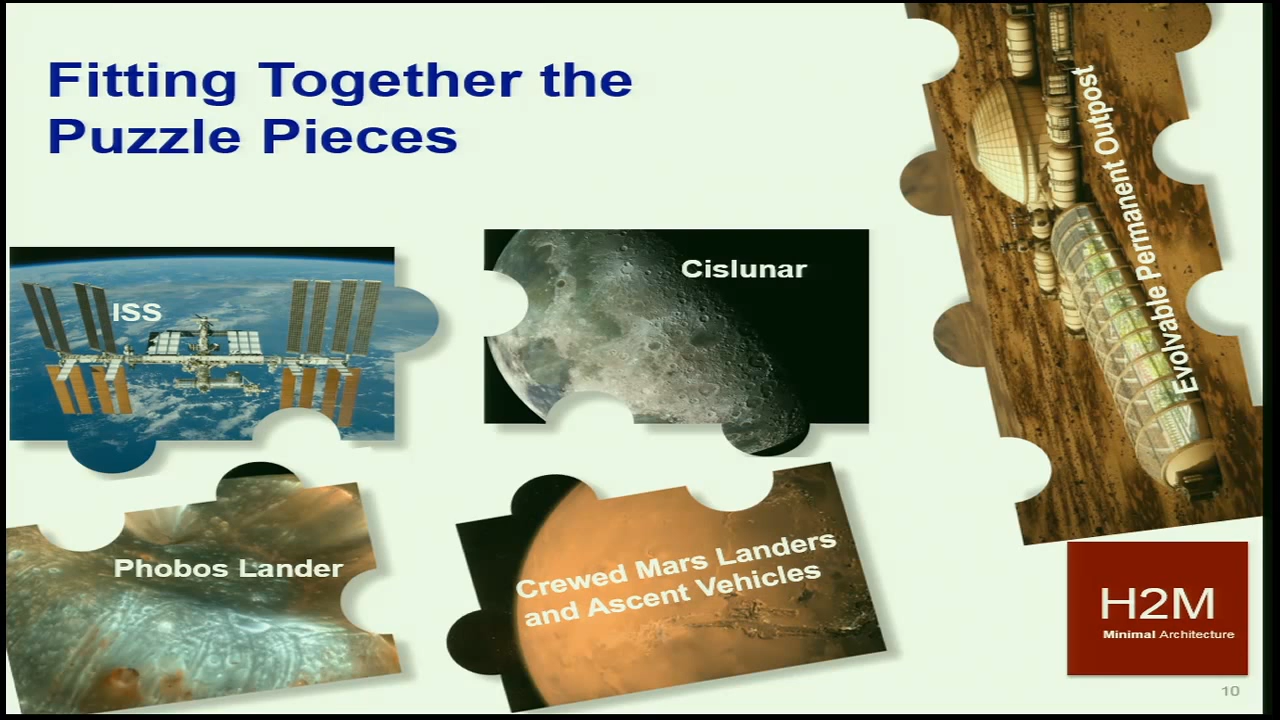 Fitting Together the
Puzzle Pieces
ISS
Cislunar
Evolvable Permanent Outpost
Phobos Lander
Crewed Mars Landers
and Ascent Vehicles
H2M
Minimal Architecture
10